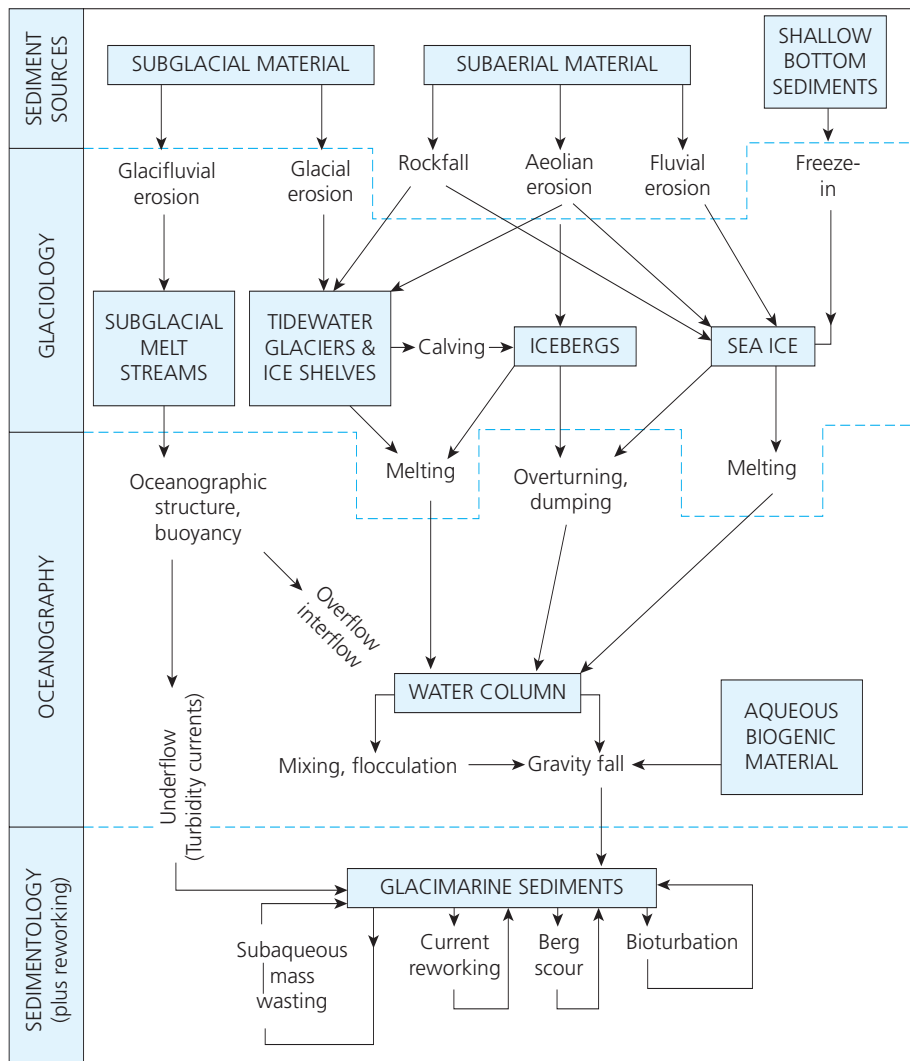 SEDIMENT
SOURCES
SUBGLACIAL MATERIAL
SUBAERIAL MATERIAL
SHALLOW
BOTTOM
SEDIMENTS
GLACIOLOGY
Glacifluvial
erosion
Glacial
erosion
Rockfall
Aeolian
erosion
Fluvial
erosion
Freeze-
in
SUBGLACIAL
MELT
STREAMS
TIDEWATER
GLACIERS &
ICE SHELVES
Calving
ICEBERGS
SEA ICE
OCEANOGRAPHY
Oceanographic
structure,
buoyancy
Melting
Overturning,
dumping
Melting
Overflow
interflow
Underflow
(Turbidity currents)
WATER COLUMN
Mixing, flocculation
Gravity fall
AQUEOUS
BIOGENIC
MATERIAL
SEDIMENTOLOGY
(plus reworking)
GLACIMARINE SEDIMENTS
Subaqueous
mass
wasting
Current
reworking
Berg
scour
Bioturbation